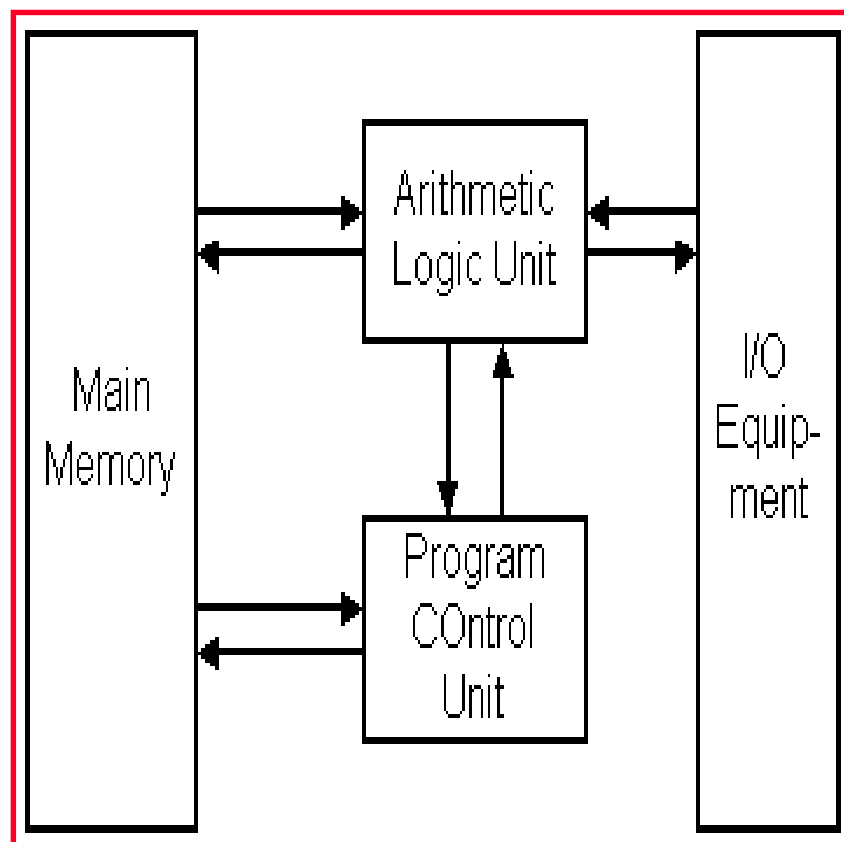 Main
Memory
Arithmetic
Logic Unit
Program
COntrol
Unit
I/O
Equip-
ment